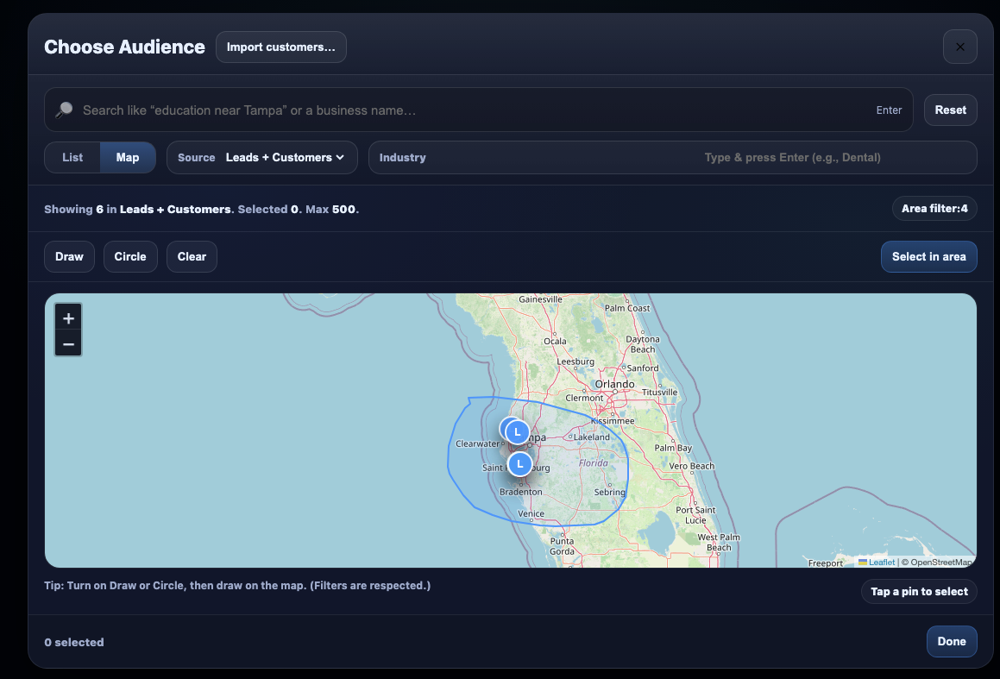 Choose Audience
Import customers...
×
Search like “education near Tampa” or a business name…
Enter
Reset
List
Map
Source
Leads + Customers
Industry
Type & press Enter (e.g., Dental)
Showing 6 in Leads + Customers. Selected 0. Max 500.
Area filter:4
Draw
Circle
Clear
Select in area
+
−
Gainesville
Palm Coast
Ocala
Daytona
Beach
Leesburg
Sanford
Orlando
Titusville
Clermont
Kissimmee
L
Lakeland
Clearwater
Palm Bay
L
Florida
Vero Beach
Bradenton
Sebring
Venice
Port Saint
Lucie
Punta
Gorda
West Palm
Beach
Freeport
Leaflet | © OpenStreetMap
Tip: Turn on Draw or Circle, then draw on the map. (Filters are respected.)
Tap a pin to select
0 selected
Done